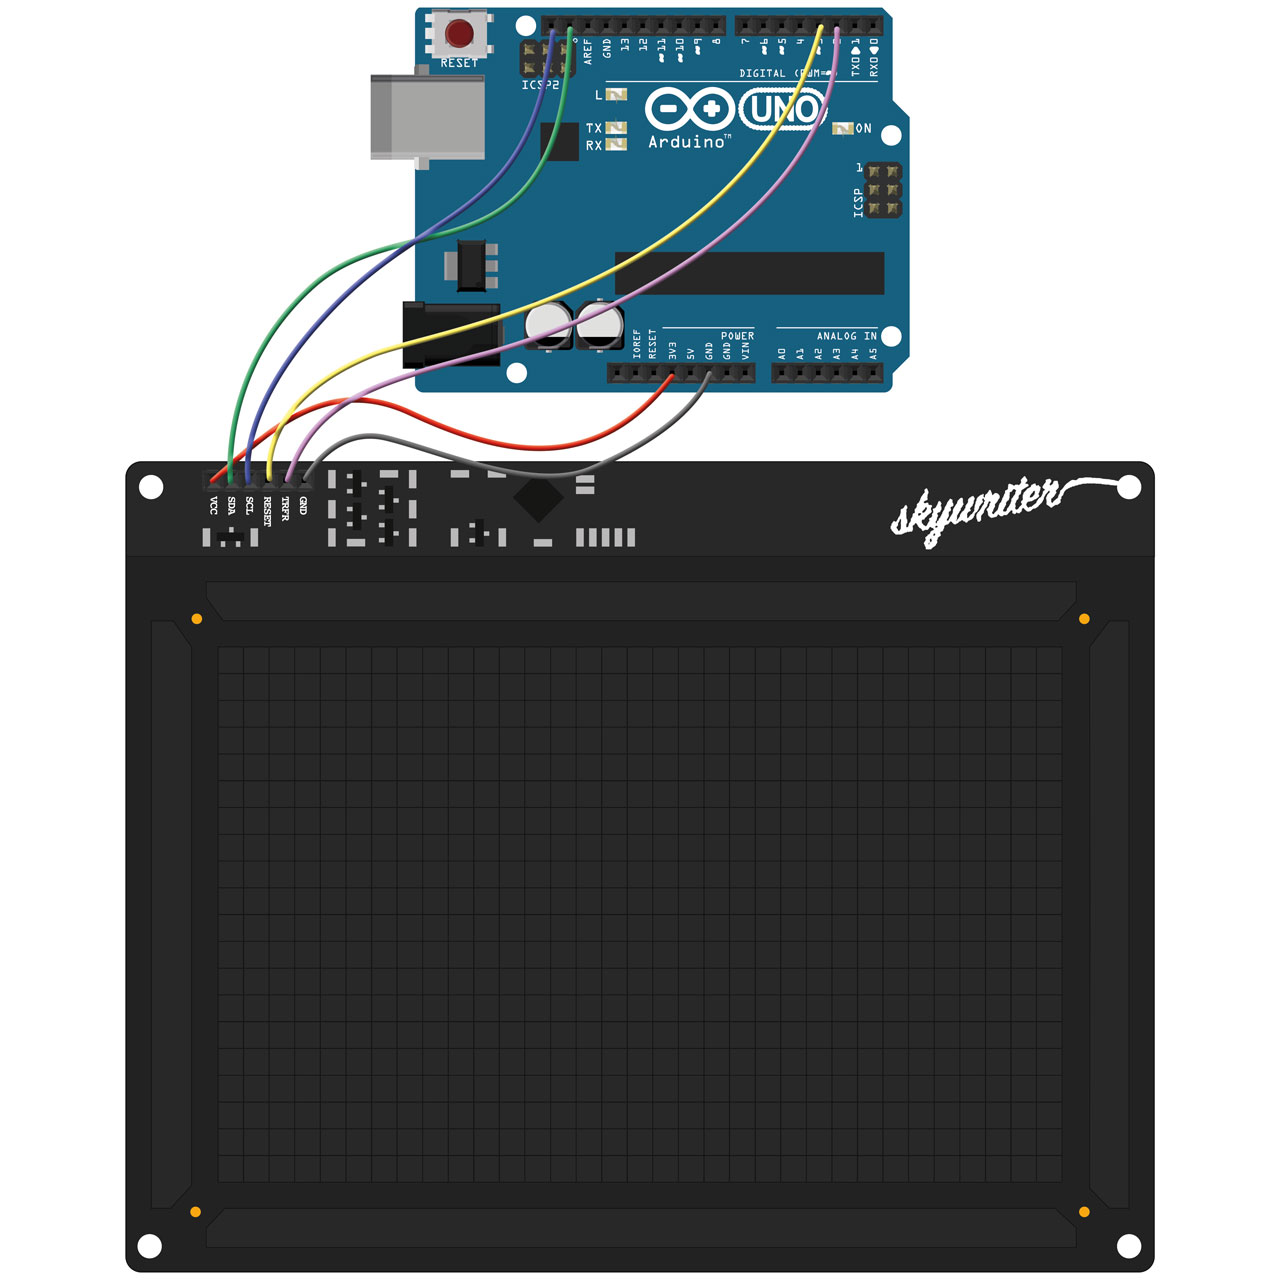 RESET
ICSP2
AREF
GND
13
12
11
10
9
8
7
6
5
4
3
2
TX0 1
RX0 0
DIGITAL (PWM=~)
L
TX
RX
UNO
Arduino™
ON
1
ICSP
IOREF
RESET
3V3
5V
GND
GND
VIN
POWER
ANALOG IN
A0
A1
A2
A3
A4
A5
VCC
SDA
SCL
RESET
TRFR
GND
skywriter